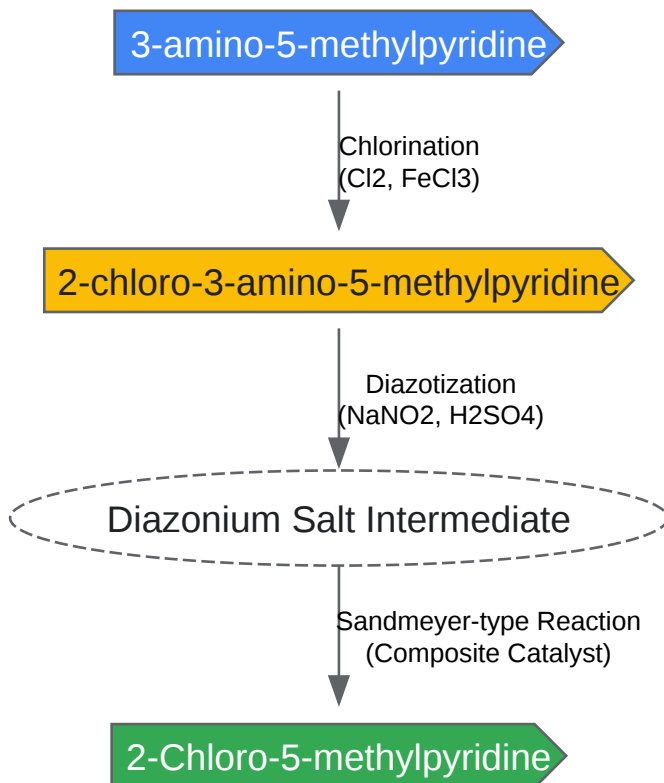 3-amino-5-methylpyridine
Chlorination
(Cl2, FeCl3)
2-chloro-3-amino-5-methylpyridine
Diazotization
(NaNO2, H2SO4)
Diazonium Salt Intermediate
Sandmeyer-type Reaction
(Composite Catalyst)
2-Chloro-5-methylpyridine